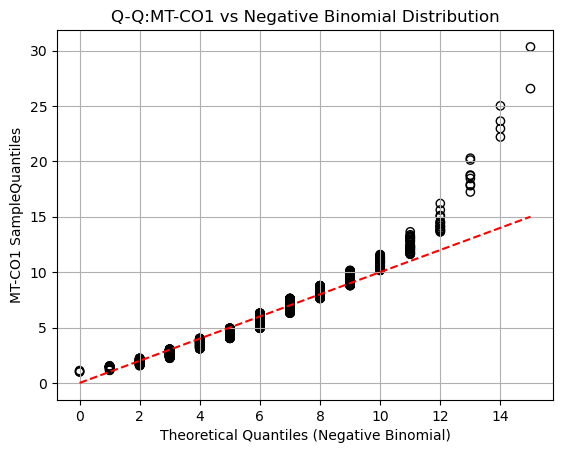 Q-Q:MT-CO1 vs Negative Binomial Distribution
MT-CO1 SampleQuantiles
30
25
20
15
10
5
0
0 2 4 6 8 10 12 14
Theoretical Quantiles (Negative Binomial)